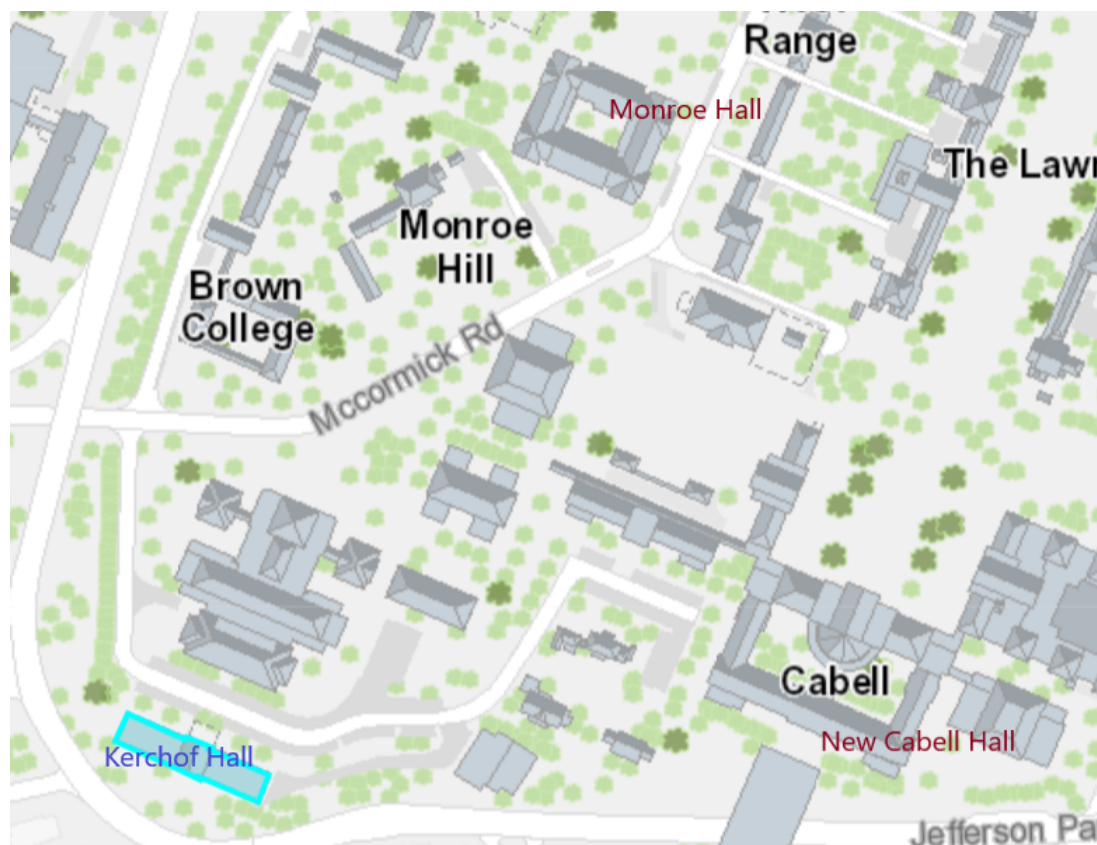 Range
Monroe Hall
The Lawn
Monroe
Hill
Brown
College
Mccormick Rd
Cabell
New Cabell Hall
Kerchof Hall
Jefferson Pa